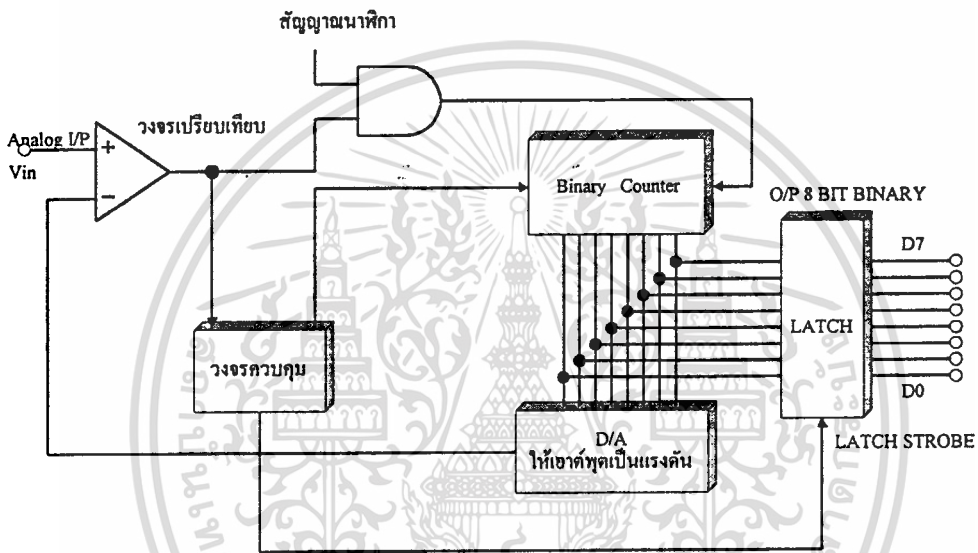 สัญญาณนาฬิกา
วงจรเปรียบเทียบ
Analog I/P
Vin
+
−
Binary Counter
O/P 8 BIT BINARY
D7
LATCH
D0
วงจรควบคุม
D/A
ให้เอาต์พุตเป็นแรงดัน
LATCH STROBE